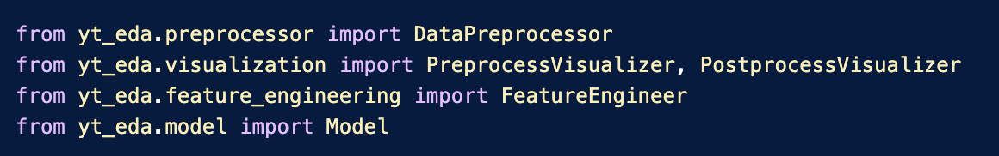 from yt_eda.preprocessor import DataPreprocessor
from yt_eda.visualization import PreprocessVisualizer, PostprocessVisualizer
from yt_eda.feature_engineering import FeatureEngineer
from yt_eda.model import Model